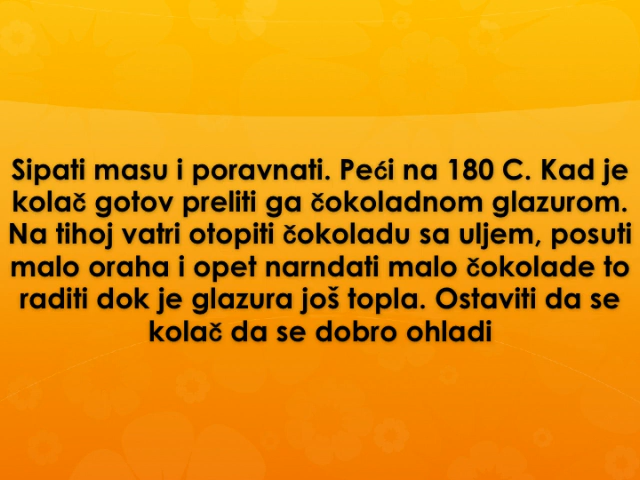 Sipati masu i poravnati. Peći na 180 C. Kad je
kolač gotov preliti ga čokoladnom glazurom.
Na tihoj vatri otopiti čokoladu sa uljem, posuti
malo oraha i opet narndati malo čokolade to
raditi dok je glazura još topla. Ostaviti da se
kolač da se dobro ohladi